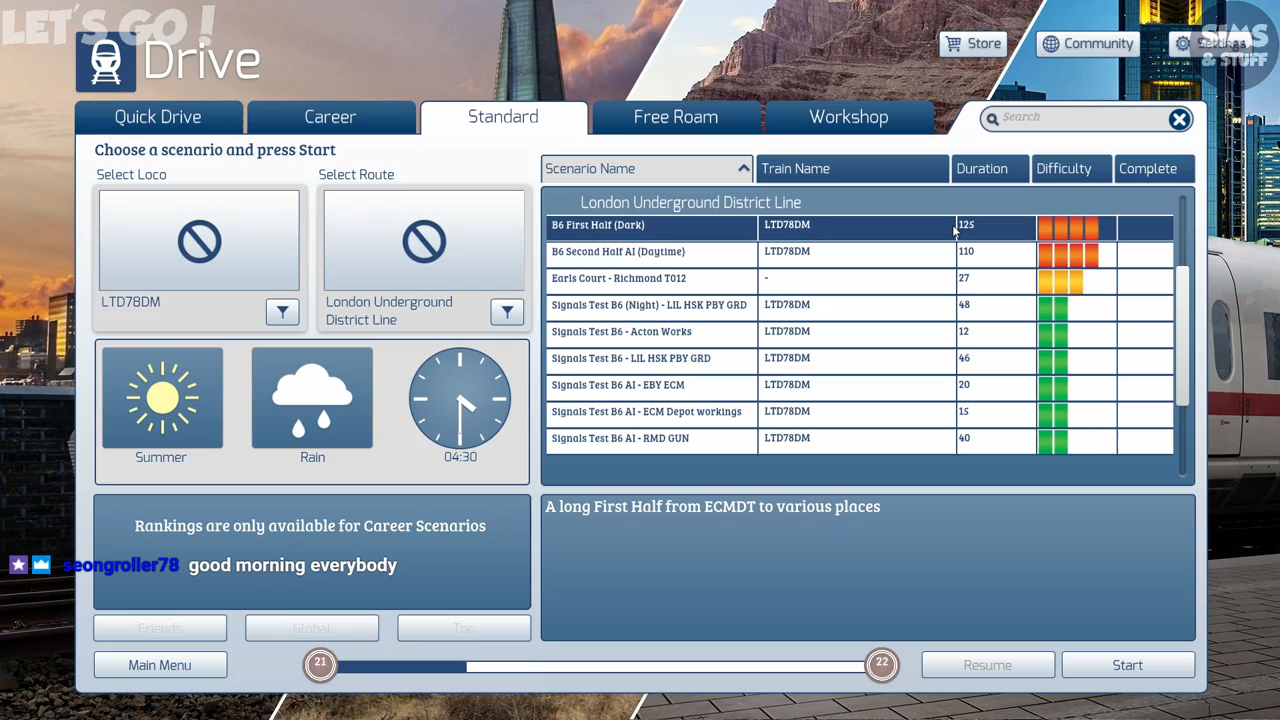 LET'S GO !
Drive
Store
Community
Settings
SIMS
& STUFF
Quick Drive
Career
Standard
Free Roam
Workshop
Search
Choose a scenario and press Start
Select Loco
Select Route
LTD78DM
London Underground
District Line
Summer
Rain
04:30
Scenario Name
Train Name
Duration
Difficulty
Complete
London Underground District Line
B6 First Half (Dark) LTD78DM 125
B6 Second Half AI (Daytime) LTD78DM 110
Earls Court - Richmond T012 - 27
Signals Test B6 (Night) - LIL HSK PBY GRD LTD78DM 48
Signals Test B6 - Acton Works LTD78DM 12
Signals Test B6 - LIL HSK PBY GRD LTD78DM 46
Signals Test B6 AI - EBY ECM LTD78DM 20
Signals Test B6 AI - ECM Depot workings LTD78DM 15
Signals Test B6 AI - RMD GUN LTD78DM 40
Rankings are only available for Career Scenarios
seongroller78 good morning everybody
A long First Half from ECMDT to various places
Friends
Global
Top
Main Menu
21
22
Resume
Start